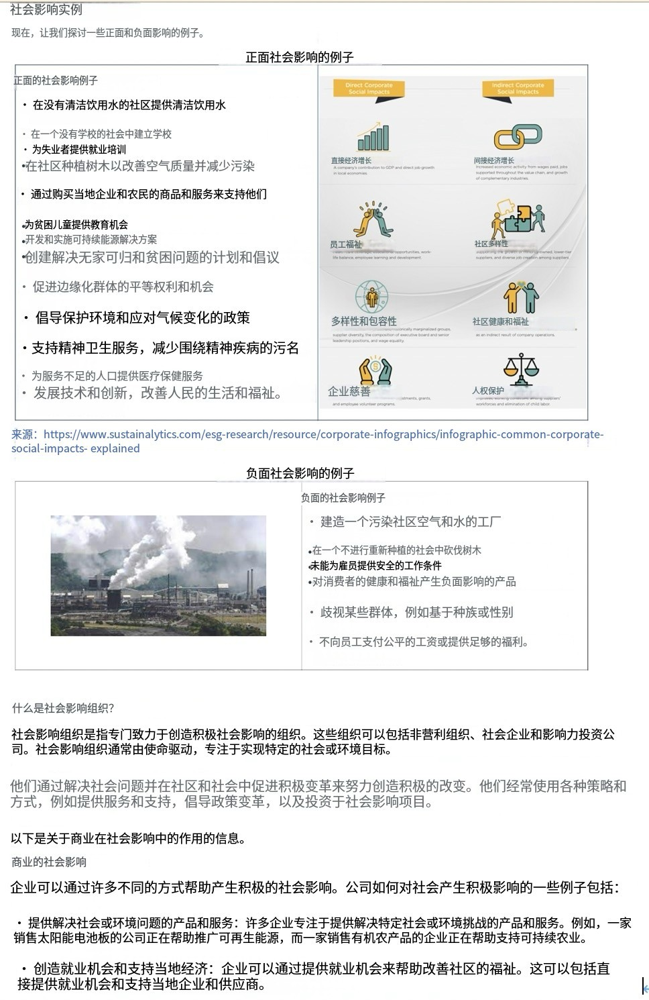 社会影响实例
现在，让我们探讨一些正面和负面影响的例子。
正面社会影响的例子
正面的社会影响例子
• 在没有清洁饮用水的社区提供清洁饮用水
• 在一个没有学校的社会中建立学校
• 为失业者提供就业培训
•在社区种植树木以改善空气质量并减少污染
• 通过购买当地企业和农民的商品和服务来支持他们
•为贫困儿童提供教育机会
•开发和实施可持续能源解决方案
•创建解决无家可归和贫困问题的计划和倡议
• 促进边缘化群体的平等权利和机会
• 倡导保护环境和应对气候变化的政策
• 支持精神卫生服务，减少围绕精神疾病的污名
• 为服务不足的人口提供医疗保健服务
• 发展技术和创新，改善人民的生活和福祉。
Direct Corporate
Social Impacts
Indirect Corporate
Social Impacts
直接经济增长
A company's contribution to GDP and direct job growth
in local economies.
间接经济增长
Increased economic activity from wages paid, jobs
supported throughout the value chain, and growth
of complementary industries.
员工福祉
opportunities, work-
life balance, employee learning and development.
社区多样性
supporting the growth of minority-owned, lower-tier
suppliers, and diverse job creation among suppliers.
多样性和包容性
historically marginalized groups,
supplier diversity, the composition of executive board and senior
leadership positions, and wage equality.
社区健康和福祉
as an indirect result of company operations.
企业慈善
grants,
and employee volunteer programs.
人权保护
improved working conditions among suppliers'
workforces and elimination of child labor.
来源：https://www.sustainalytics.com/esg-research/resource/corporate-infographics/infographic-common-corporate-
social-impacts- explained
负面社会影响的例子
负面的社会影响例子
• 建造一个污染社区空气和水的工厂
•在一个不进行重新种植的社会中砍伐树木
•未能为雇员提供安全的工作条件
•对消费者的健康和福祉产生负面影响的产品
• 歧视某些群体，例如基于种族或性别
• 不向员工支付公平的工资或提供足够的福利。
什么是社会影响组织？
社会影响组织是指专门致力于创造积极社会影响的组织。这些组织可以包括非营利组织、社会企业和影响力投资公
司。社会影响组织通常由使命驱动，专注于实现特定的社会或环境目标。
他们通过解决社会问题并在社区和社会中促进积极变革来努力创造积极的改变。他们经常使用各种策略和
方式，例如提供服务和支持，倡导政策变革，以及投资于社会影响项目。
以下是关于商业在社会影响中的作用的信息。
商业的社会影响
企业可以通过许多不同的方式帮助产生积极的社会影响。公司如何对社会产生积极影响的一些例子包括：
• 提供解决社会或环境问题的产品和服务：许多企业专注于提供解决特定社会或环境挑战的产品和服务。例如，一家
销售太阳能电池板的公司正在帮助推广可再生能源，而一家销售有机农产品的企业正在帮助支持可持续农业。
• 创造就业机会和支持当地经济：企业可以通过提供就业机会来帮助改善社区的福祉。这可以包括直
接提供就业机会和支持当地企业和供应商。